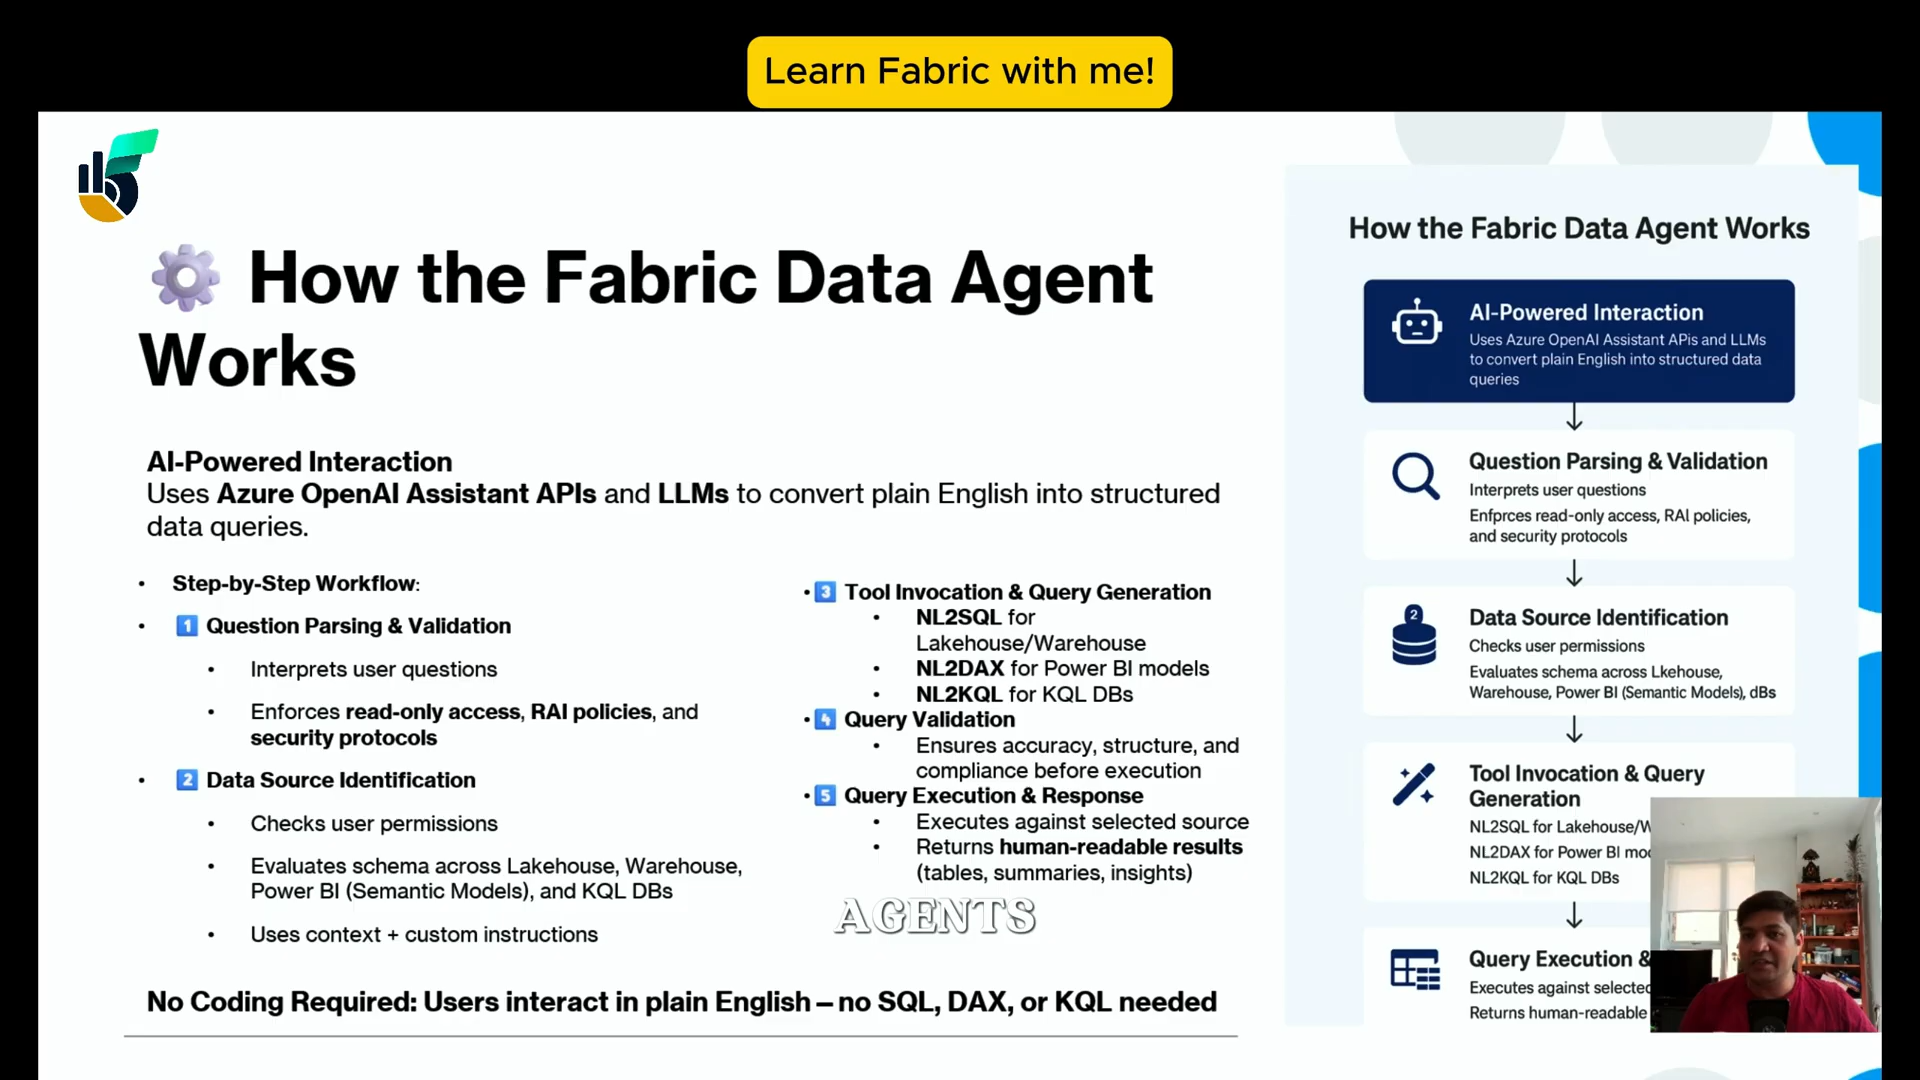 Learn Fabric with me!
How the Fabric Data Agent
Works
AI-Powered Interaction
Uses Azure OpenAI Assistant APIs and LLMs to convert plain English into structured
data queries.
• Step-by-Step Workflow:
• 1 Question Parsing & Validation
• Interprets user questions
• Enforces read-only access, RAI policies, and
security protocols
• 2 Data Source Identification
• Checks user permissions
• Evaluates schema across Lakehouse, Warehouse,
Power BI (Semantic Models), and KQL DBs
• Uses context + custom instructions
• 3 Tool Invocation & Query Generation
• NL2SQL for
Lakehouse/Warehouse
• NL2DAX for Power BI models
• NL2KQL for KQL DBs
• 4 Query Validation
• Ensures accuracy, structure, and
compliance before execution
• 5 Query Execution & Response
• Executes against selected source
• Returns human-readable results
(tables, summaries, insights)
AGENTS
No Coding Required: Users interact in plain English – no SQL, DAX, or KQL needed
How the Fabric Data Agent Works
AI-Powered Interaction
Uses Azure OpenAI Assistant APIs and LLMs
to convert plain English into structured data
queries
Question Parsing & Validation
Interprets user questions
Enfprces read-only access, RAI policies,
and security protocols
2
Data Source Identification
Checks user permissions
Evaluates schema across Lkehouse,
Warehouse, Power BI (Semantic Models), dBs
Tool Invocation & Query
Generation
NL2SQL for Lakehouse/W
NL2DAX for Power BI mo
NL2KQL for KQL DBs
Query Execution &
Executes against selected
Returns human-readable